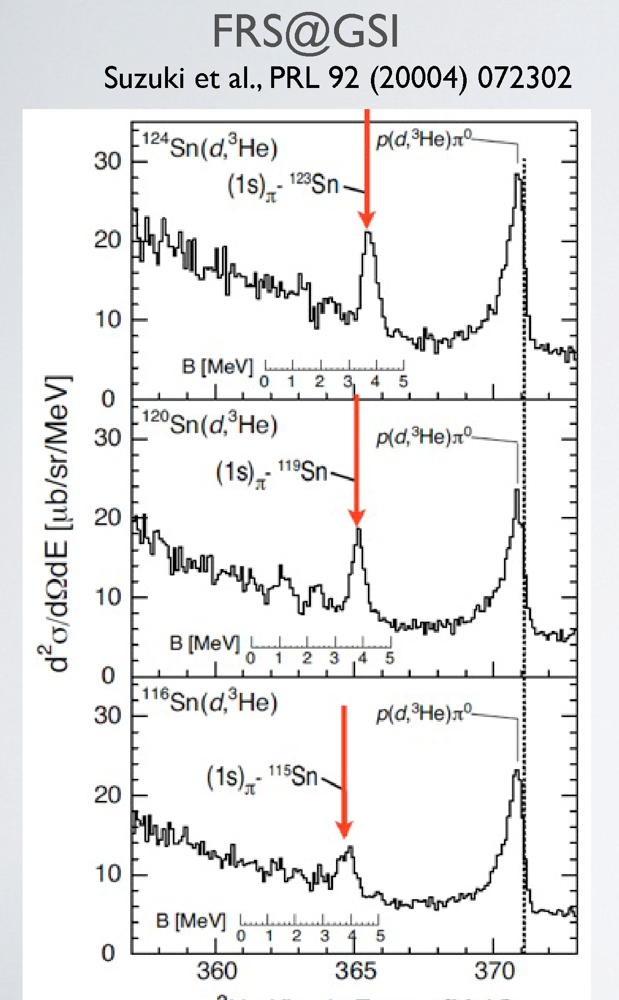 FRS@GSI
Suzuki et al., PRL 92 (20004) 072302
¹²⁴Sn(d,³He)
p(d,³He)π⁰
30
(1s)π- ¹²³Sn
20
10
B [MeV]
0 1 2 3 4 5
0
¹²⁰Sn(d,³He)
p(d,³He)π⁰
30
(1s)π- ¹¹⁹Sn
20
10
B [MeV]
0 1 2 3 4 5
0
d²σ/dΩdE [μb/sr/MeV]
¹¹⁶Sn(d,³He)
p(d,³He)π⁰
30
(1s)π- ¹¹⁵Sn
20
10
B [MeV]
0 1 2 3 4 5
0
360 365 370